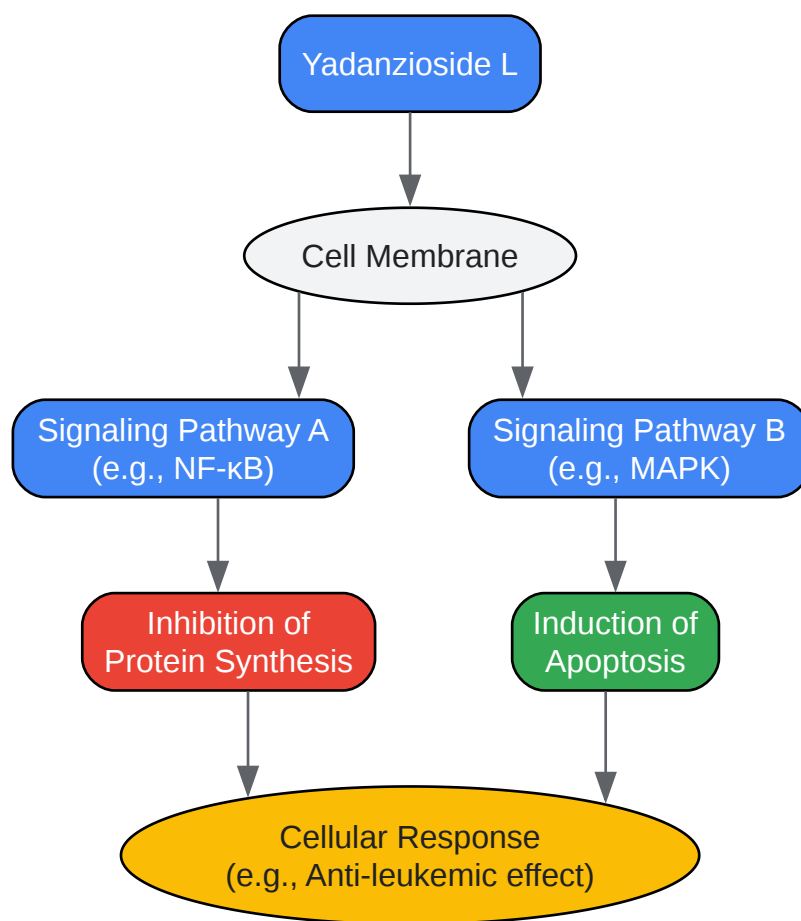 Yadanzioside L
Cell Membrane
Signaling Pathway A
(e.g., NF-κB)
Signaling Pathway B
(e.g., MAPK)
Inhibition of
Protein Synthesis
Induction of
Apoptosis
Cellular Response
(e.g., Anti-leukemic effect)